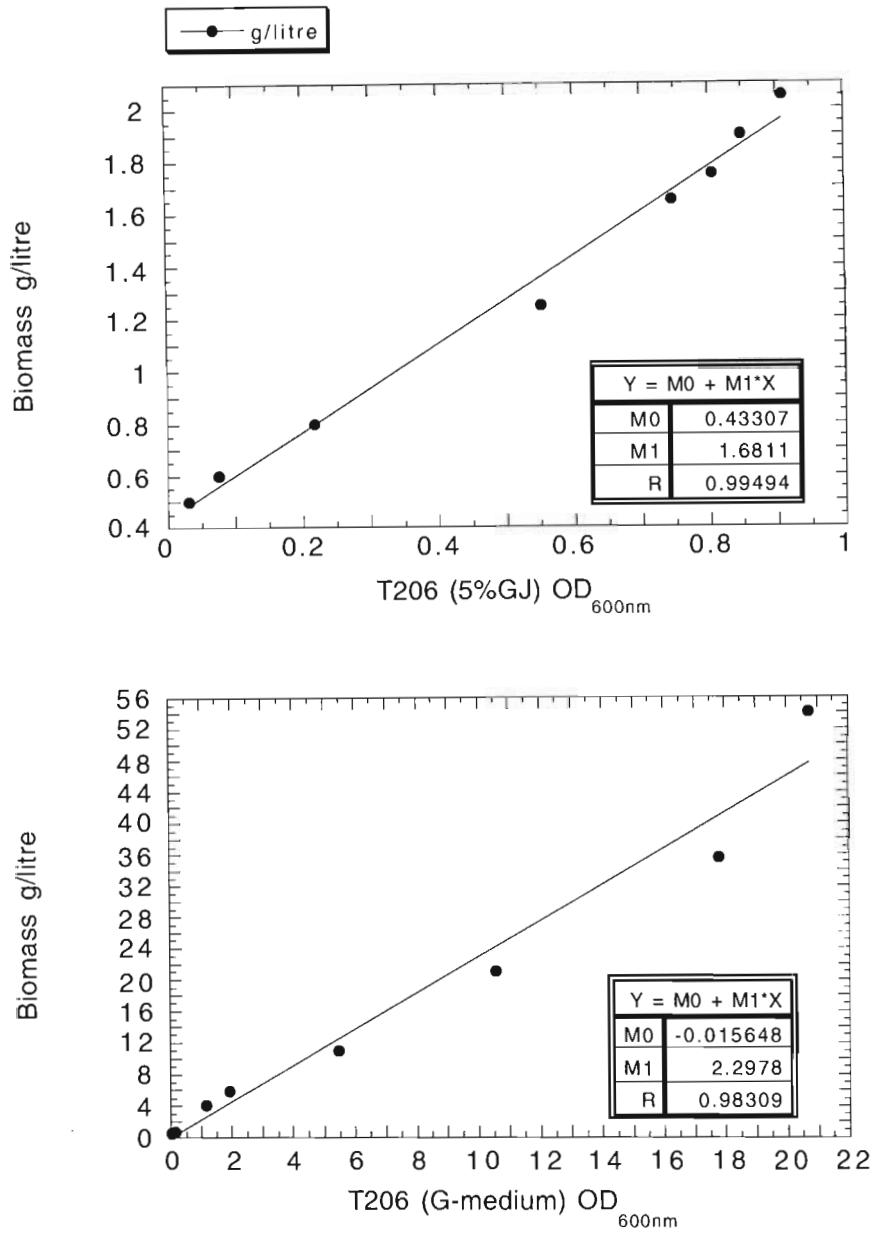 g/litre
2
1.8
1.6
1.4
1.2
1
0.8
0.6
0.4
Biomass g/litre
Y = M0 + M1*X
M0 0.43307
M1 1.6811
R 0.99494
0 0.2 0.4 0.6 0.8 1
T206 (5%GJ) OD600nm
56
52
48
44
40
36
32
28
24
20
16
12
8
4
0
Biomass g/litre
Y = M0 + M1*X
M0 -0.015648
M1 2.2978
R 0.98309
0 2 4 6 8 10 12 14 16 18 20 22
T206 (G-medium) OD600nm